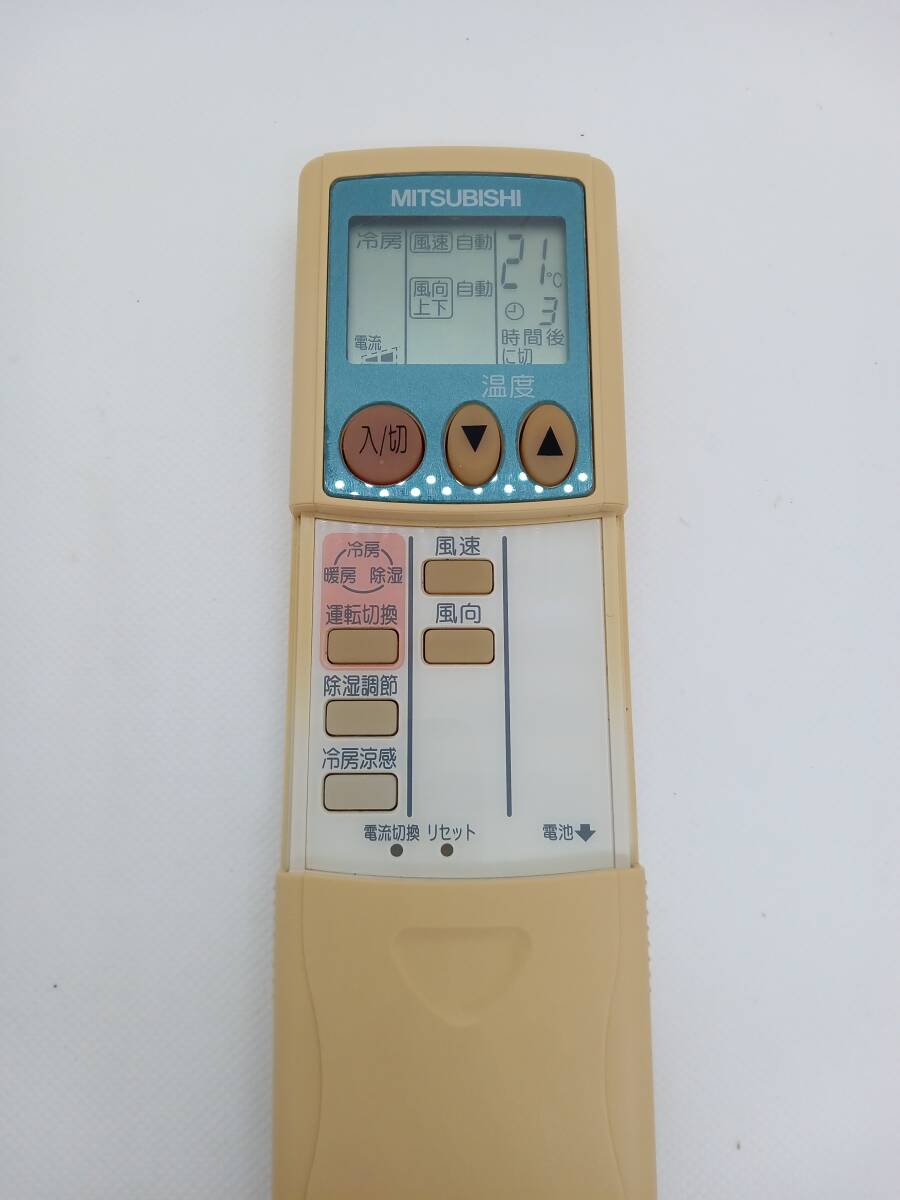 MITSUBISHI
冷房 風速 自動 21℃
風向上下 自動 3
時間後
に切
電流
温度
入/切 ▼ ▲
冷房
暖房 除湿
運転切換
風速
風向
除湿調節
冷房涼感
電流切換 リセット 電池